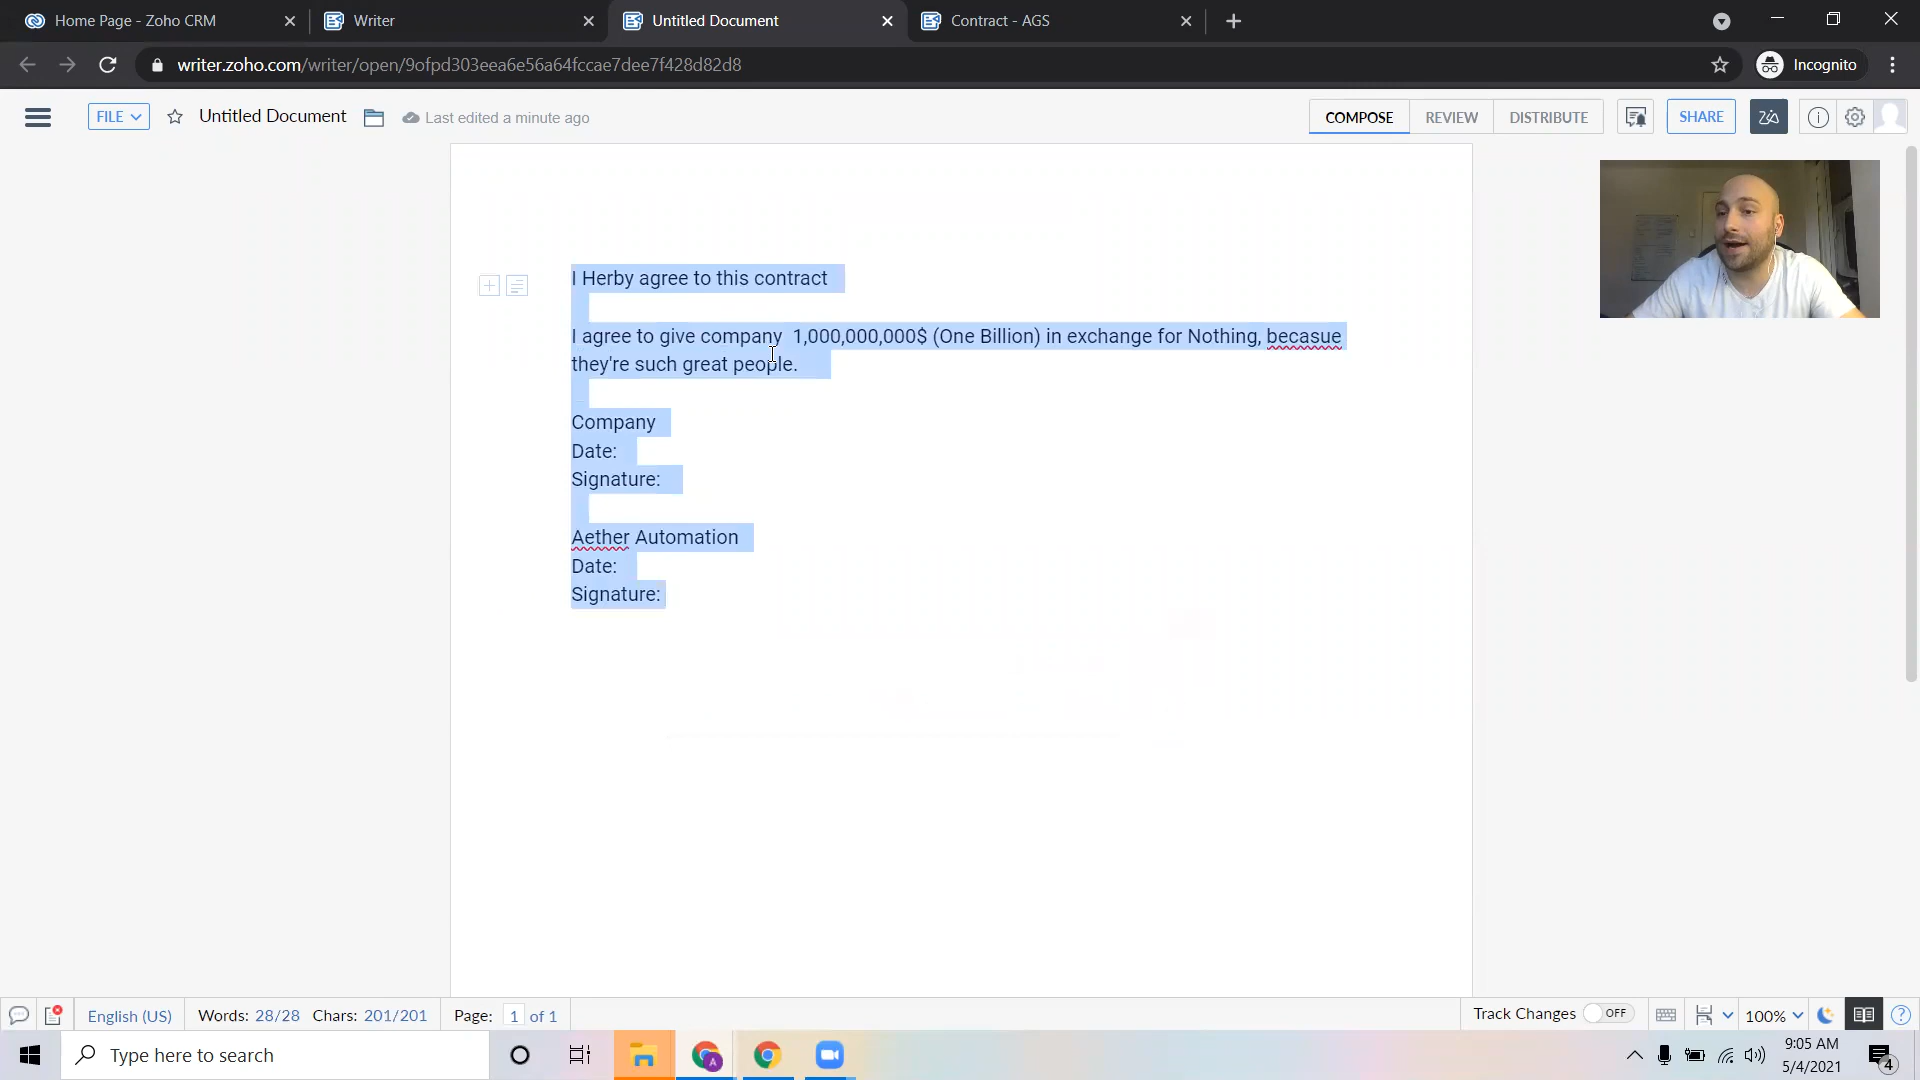 Home Page - Zoho CRM
Writer
Untitled Document
Contract - AGS
writer.zoho.com/writer/open/9ofpd303eea6e56a64fccae7dee7f428d82d8
Incognito
FILE
Untitled Document
Last edited a minute ago
COMPOSE
REVIEW
DISTRIBUTE
SHARE
I Herby agree to this contract
I agree to give company  1,000,000,000$ (One Billion) in exchange for Nothing, becasue
they're such great people.
Company
Date:
Signature:
Aether Automation
Date:
Signature:
English (US)
Words: 28/28
Chars: 201/201
Page: 1 of 1
Track Changes OFF
100%
Type here to search
A
9:05 AM
5/4/2021
4